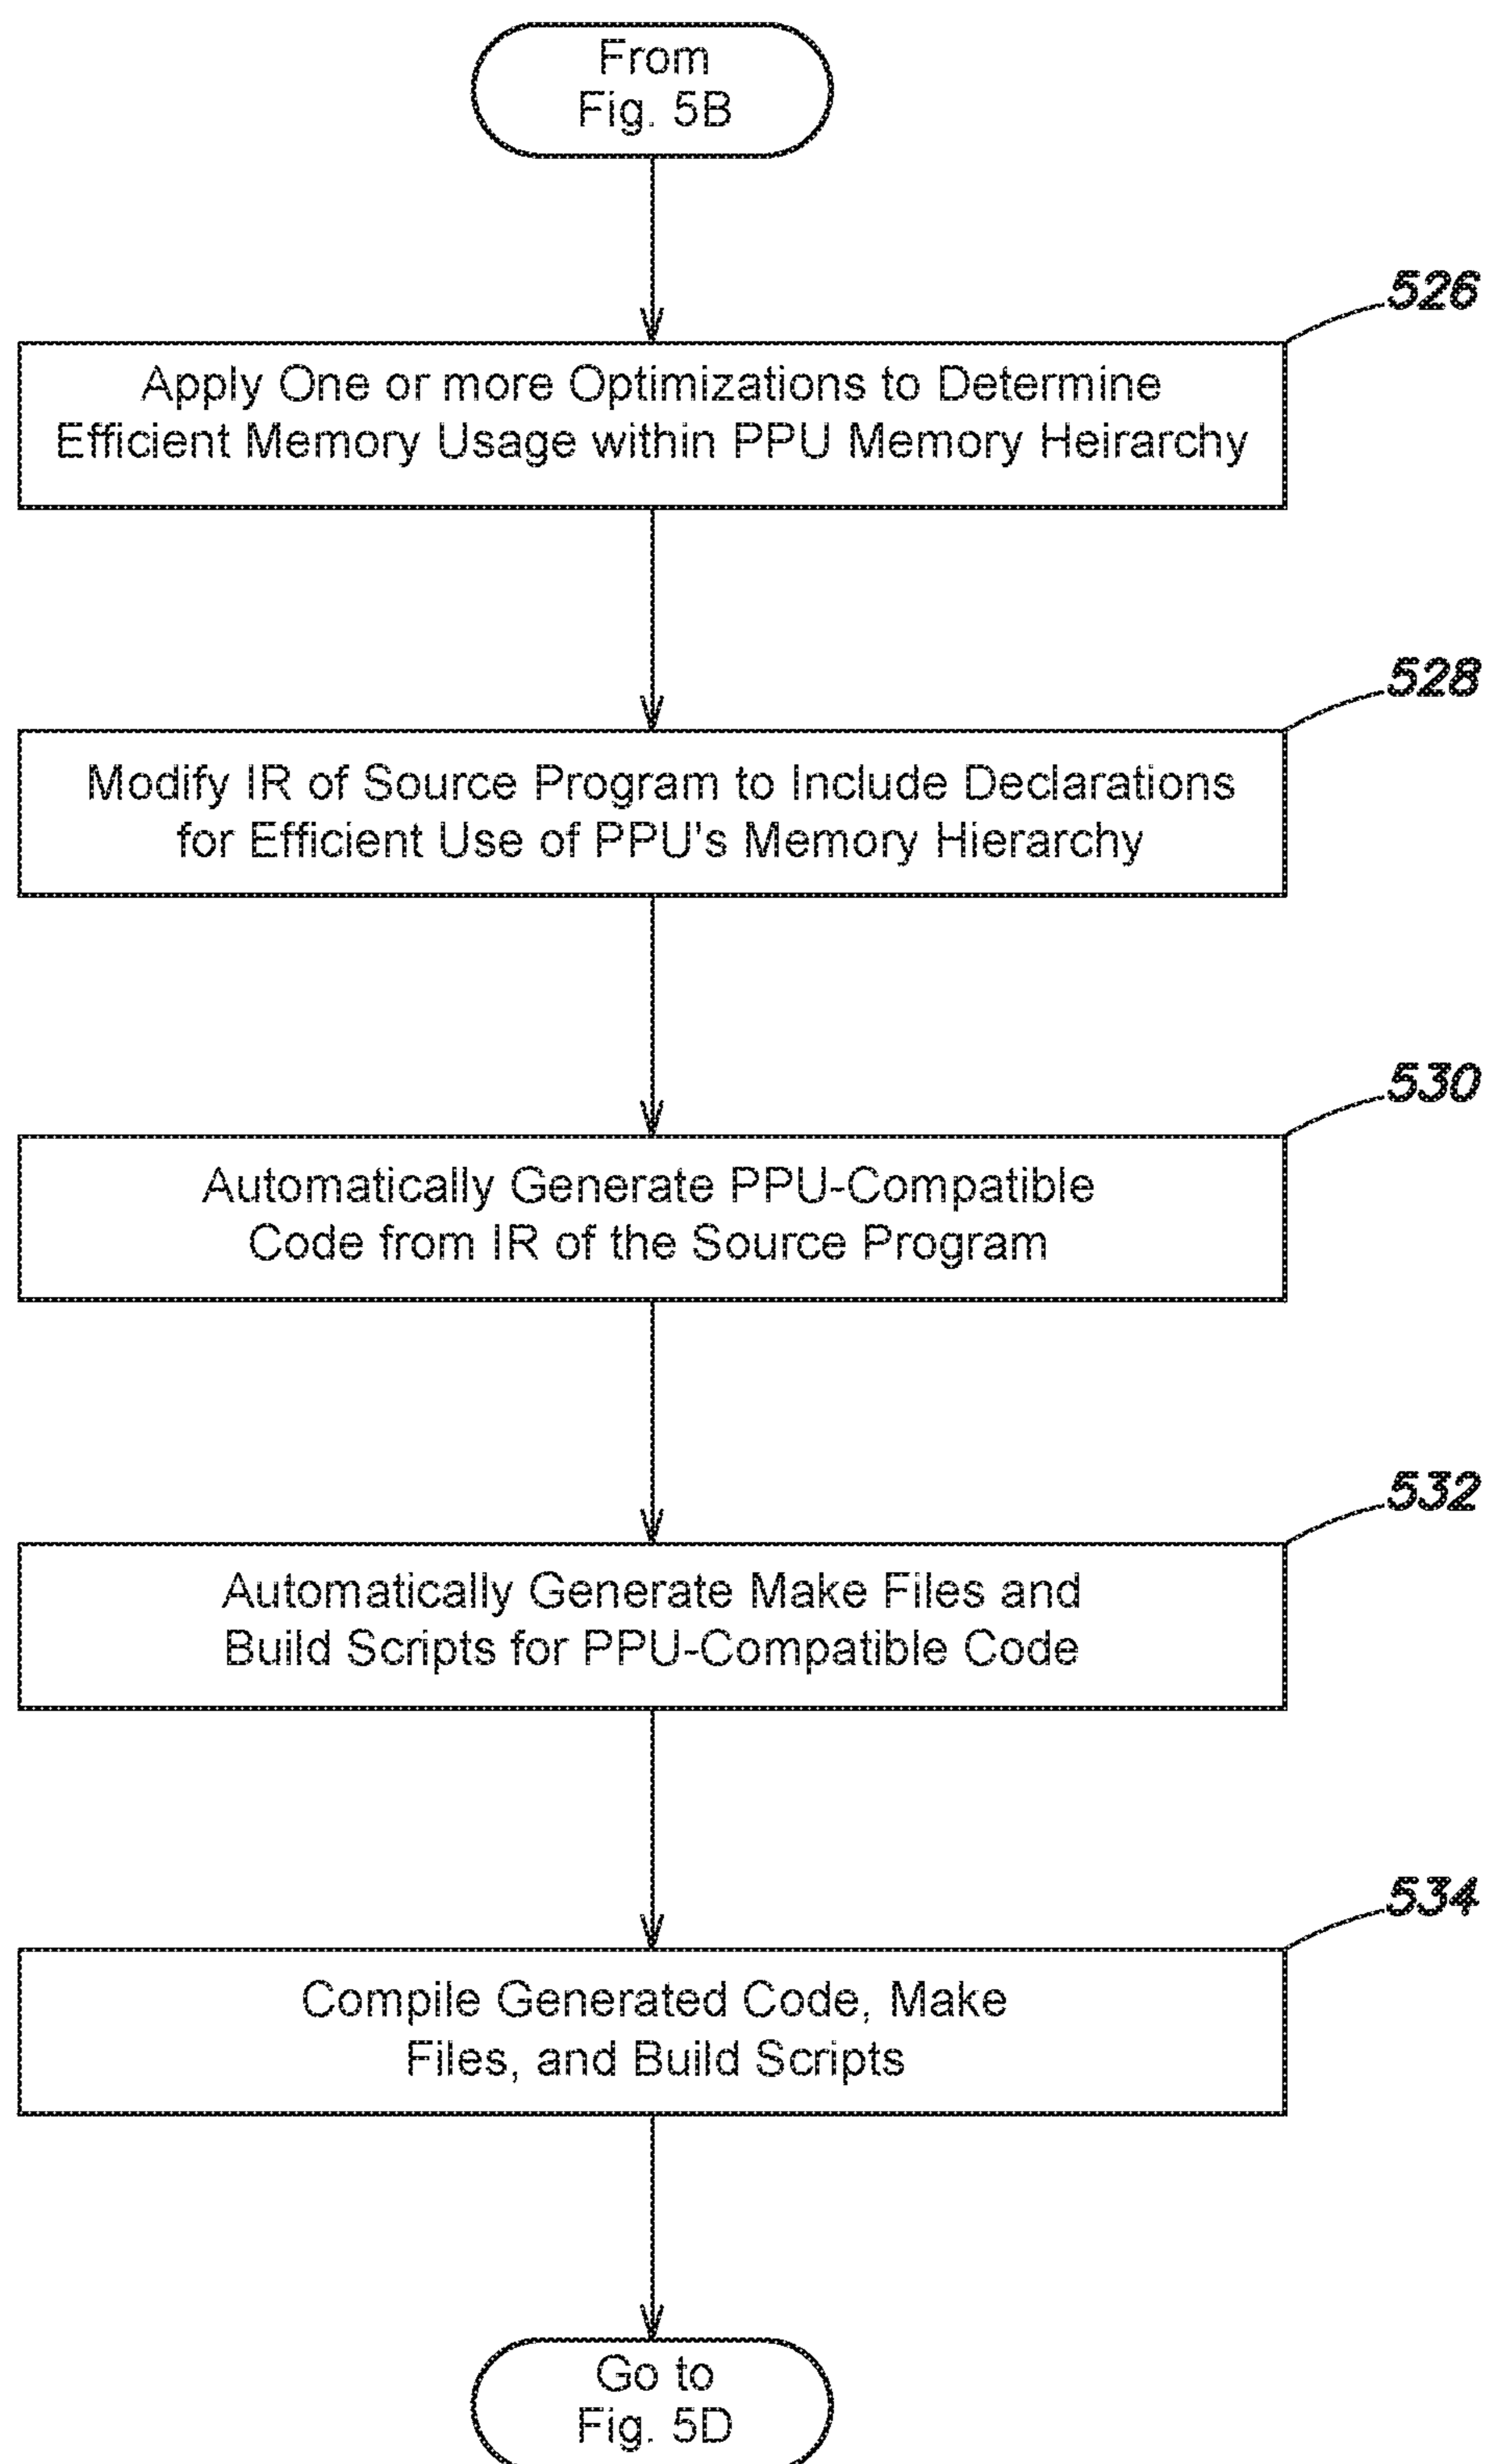 From
Fig. 5B
526
Apply One or more Optimizations to Determine
Efficient Memory Usage within PPU Memory Heirarchy
528
Modify IR of Source Program to Include Declarations
for Efficient Use of PPU's Memory Hierarchy
530
Automatically Generate PPU-Compatible
Code from IR of the Source Program
532
Automatically Generate Make Files and
Build Scripts for PPU-Compatible Code
534
Compile Generated Code, Make
Files, and Build Scripts
Go to
Fig. 5D